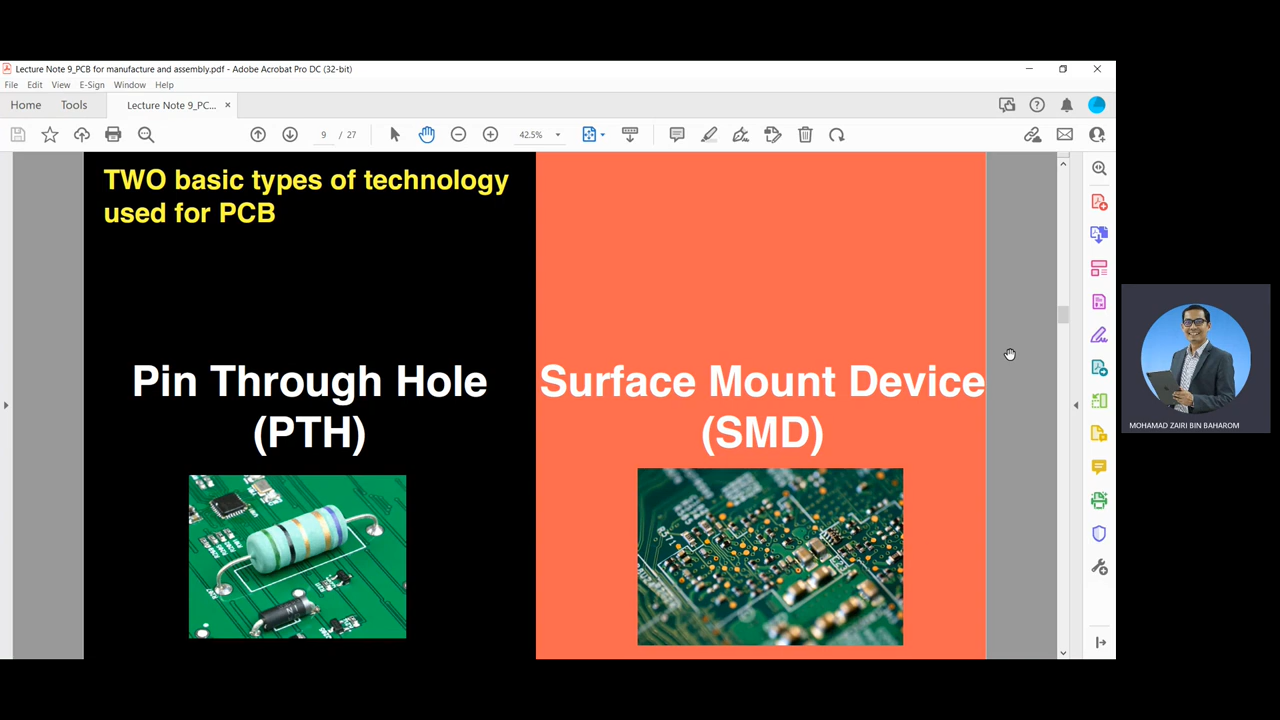 Lecture Note 9_PCB for manufacture and assembly.pdf - Adobe Acrobat Pro DC (32-bit)
File Edit View E-Sign Window Help
Home Tools Lecture Note 9_PC... ×
9 / 27 42.5%
TWO basic types of technology
used for PCB
Pin Through Hole
(PTH)
Surface Mount Device
(SMD)
MOHAMAD ZAIRI BIN BAHAROM